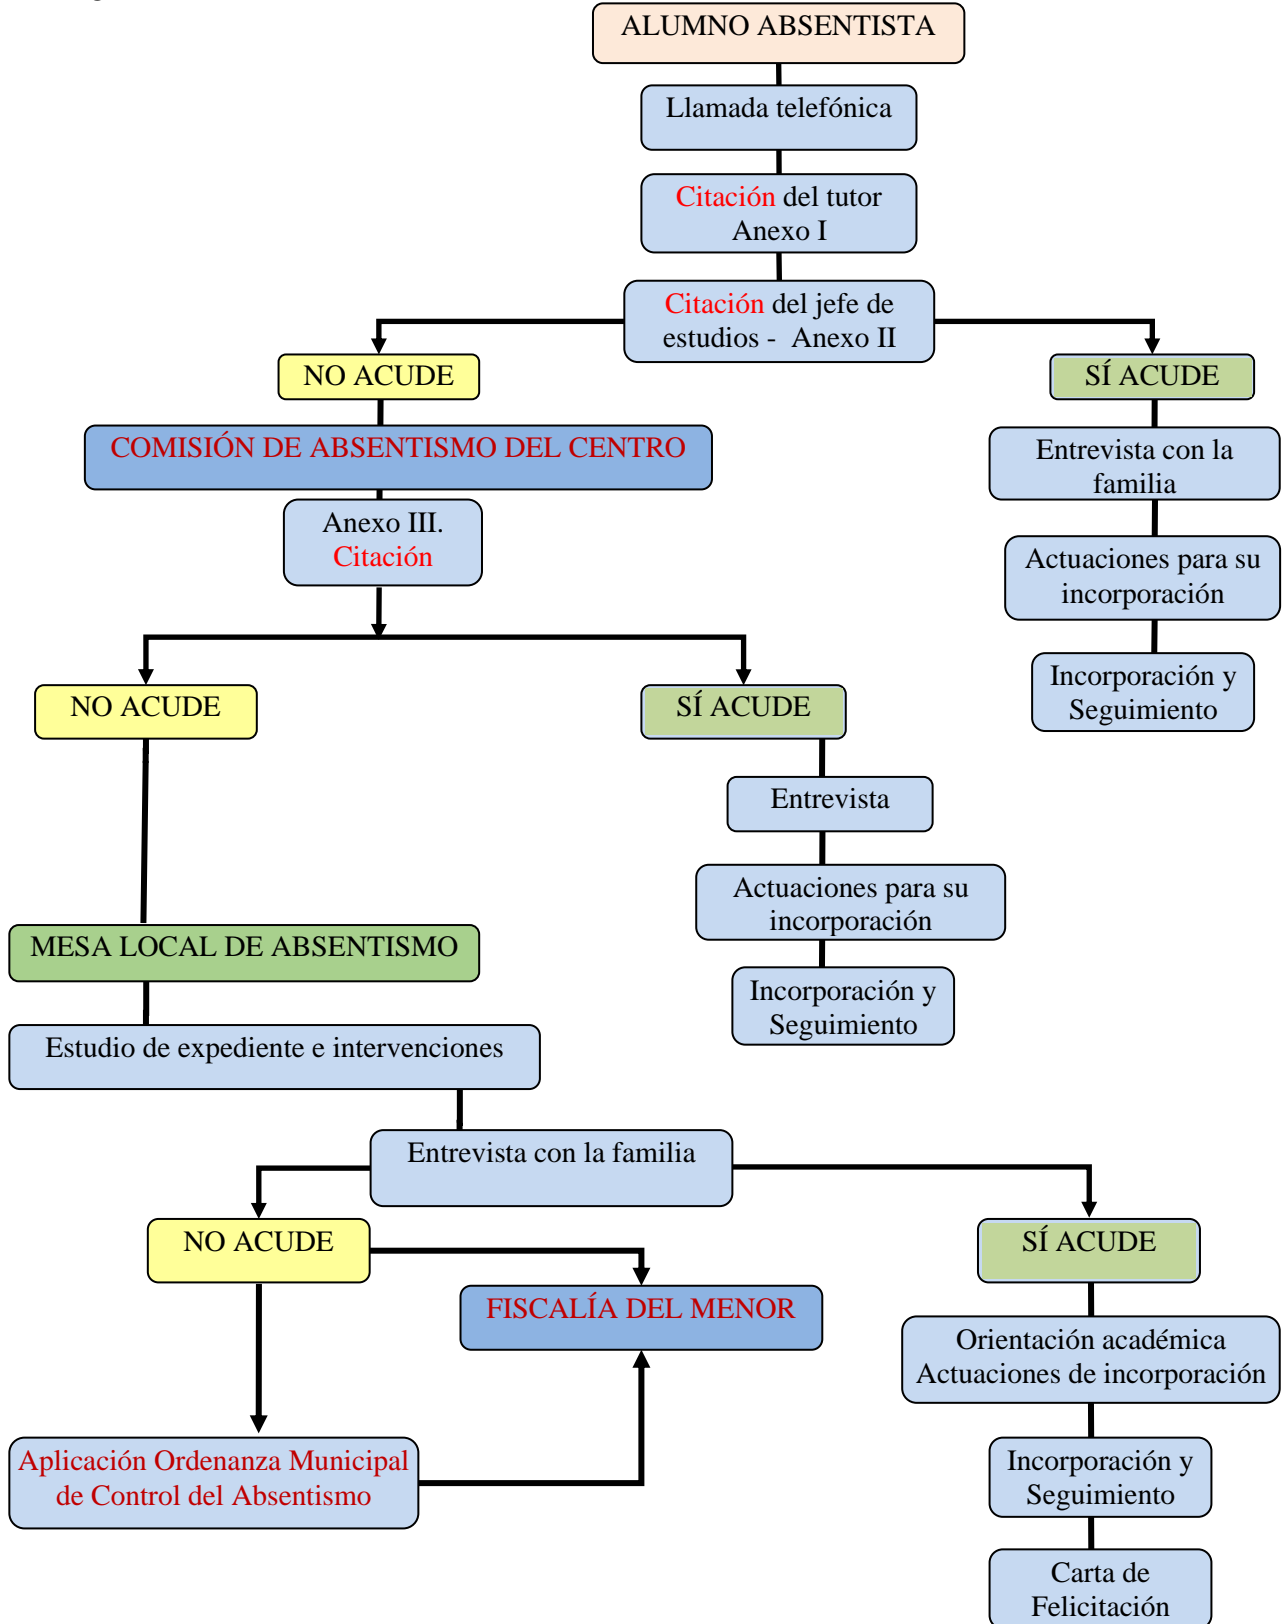 ALUMNO ABSENTISTA
Llamada telefónica
Citación del tutor
Anexo I
Citación del jefe de
estudios - Anexo II
NO ACUDE
SÍ ACUDE
COMISIÓN DE ABSENTISMO DEL CENTRO
Entrevista con la
familia
Anexo III.
Citación
Actuaciones para su
incorporación
Incorporación y
Seguimiento
NO ACUDE
SÍ ACUDE
Entrevista
Actuaciones para su
incorporación
MESA LOCAL DE ABSENTISMO
Incorporación y
Seguimiento
Estudio de expediente e intervenciones
Entrevista con la familia
NO ACUDE
SÍ ACUDE
FISCALÍA DEL MENOR
Orientación académica
Actuaciones de incorporación
Aplicación Ordenanza Municipal
de Control del Absentismo
Incorporación y
Seguimiento
Carta de
Felicitación